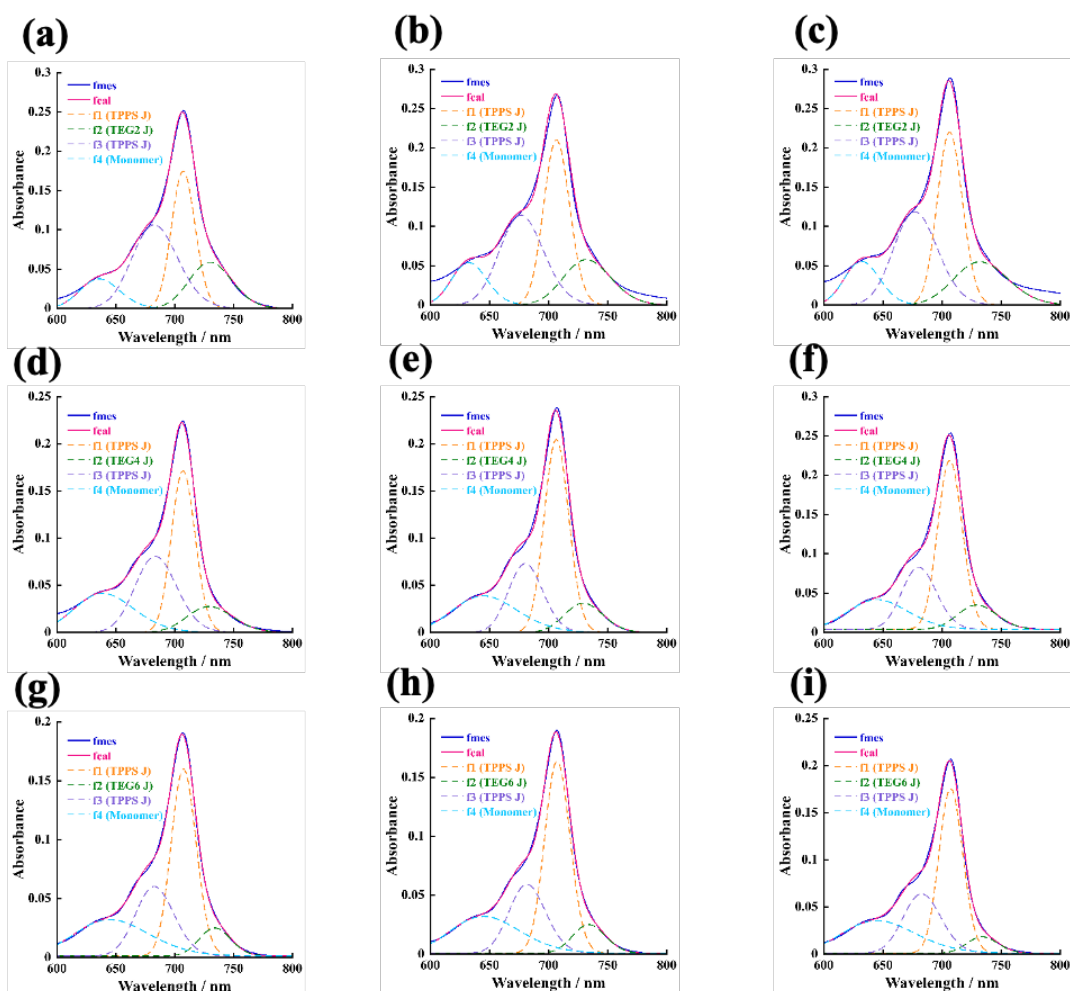 (a)
0.3
0.25
0.2
0.15
0.1
0.05
0
Absorbance
fmes
fcal
f1 (TPPS J)
f2 (TEG2 J)
f3 (TPPS J)
f4 (Monomer)
600 650 700 750 800
Wavelength / nm
(b)
0.3
0.25
0.2
0.15
0.1
0.05
0
Absorbance
fmes
fcal
f1 (TPPS J)
f2 (TEG2 J)
f3 (TPPS J)
f4 (Monomer)
600 650 700 750 800
Wavelength / nm
(c)
0.3
0.25
0.2
0.15
0.1
0.05
0
Absorbance
fmes
fcal
f1 (TPPS J)
f2 (TEG2 J)
f3 (TPPS J)
f4 (Monomer)
600 650 700 750 800
Wavelength / nm
(d)
0.25
0.2
0.15
0.1
0.05
0
Absorbance
fmes
fcal
f1 (TPPS J)
f2 (TEG4 J)
f3 (TPPS J)
f4 (Monomer)
600 650 700 750 800
Wavelength / nm
(e)
0.25
0.2
0.15
0.1
0.05
0
Absorbance
fmes
fcal
f1 (TPPS J)
f2 (TEG4 J)
f3 (TPPS J)
f4 (Monomer)
600 650 700 750 800
Wavelength / nm
(f)
0.3
0.25
0.2
0.15
0.1
0.05
0
Absorbance
fmes
fcal
f1 (TPPS J)
f2 (TEG4 J)
f3 (TPPS J)
f4 (Monomer)
600 650 700 750 800
Wavelength / nm
(g)
0.2
0.15
0.1
0.05
0
Absorbance
fmes
fcal
f1 (TPPS J)
f2 (TEG6 J)
f3 (TPPS J)
f4 (Monomer)
600 650 700 750 800
Wavelength / nm
(h)
0.2
0.15
0.1
0.05
0
Absorbance
fmes
fcal
f1 (TPPS J)
f2 (TEG6 J)
f3 (TPPS J)
f4 (Monomer)
600 650 700 750 800
Wavelength / nm
(i)
0.25
0.2
0.15
0.1
0.05
0
Absorbance
fmes
fcal
f1 (TPPS J)
f2 (TEG6 J)
f3 (TPPS J)
f4 (Monomer)
600 650 700 750 800
Wavelength / nm